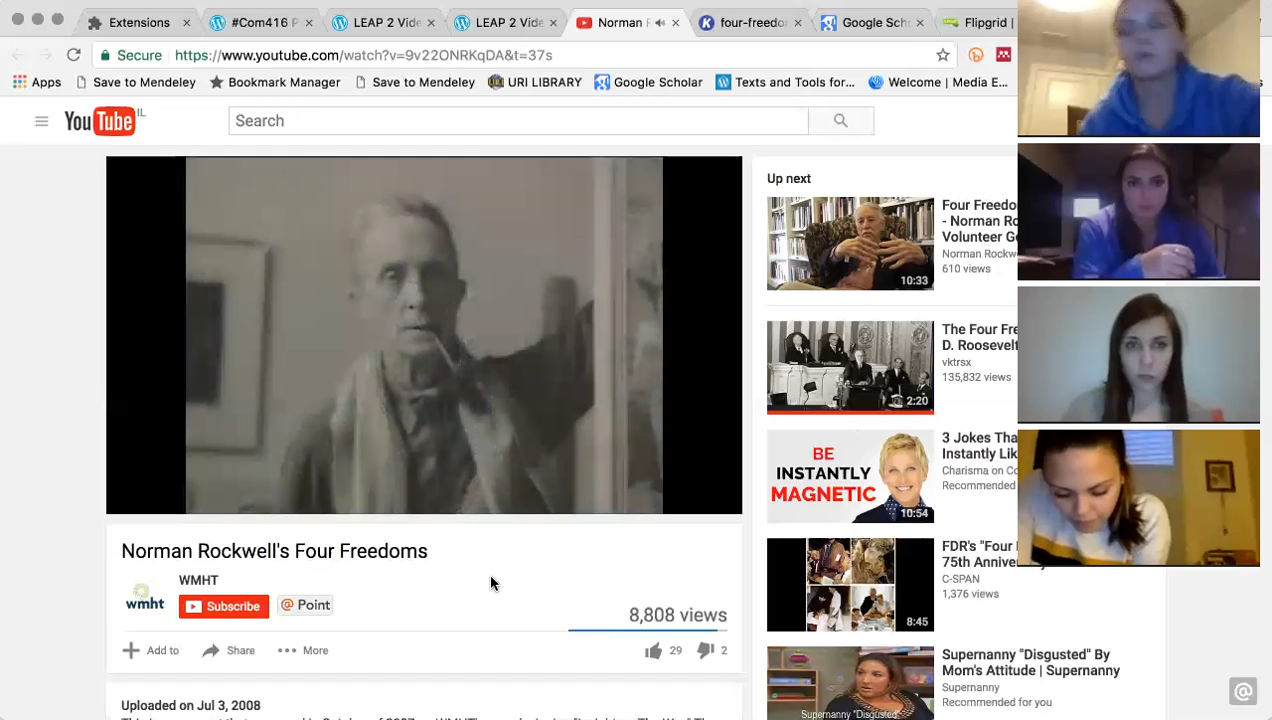 Extensions
#Com416 P
LEAP 2 Vide
LEAP 2 Vide
Norman F
four-freedo
Google Sch
Flipgrid |
Secure
https://www.youtube.com/watch?v=9v22ONRKqDA&t=37s
Apps
Save to Mendeley
Bookmark Manager
Save to Mendeley
URI LIBRARY
Google Scholar
Texts and Tools for...
Welcome | Media E...
YouTube IL
Search
Up next
Four Freedo
- Norman Ro
Volunteer Ge
Norman Rockw
610 views
10:33
The Four Fre
D. Roosevelt
vktrsx
135,832 views
2:20
BE
INSTANTLY
MAGNETIC
10:54
3 Jokes Tha
Instantly Lik
Charisma on Co
Recommended
FDR's "Four
75th Anniver
C-SPAN
1,376 views
8:45
Supernanny "Disgusted" By
Mom's Attitude | Supernanny
Supernanny
Recommended for you
Supernanny "Disgusted
Norman Rockwell's Four Freedoms
WMHT
wmht
Subscribe
@ Point
8,808 views
Add to
Share
More
29
2
Uploaded on Jul 3, 2008
@